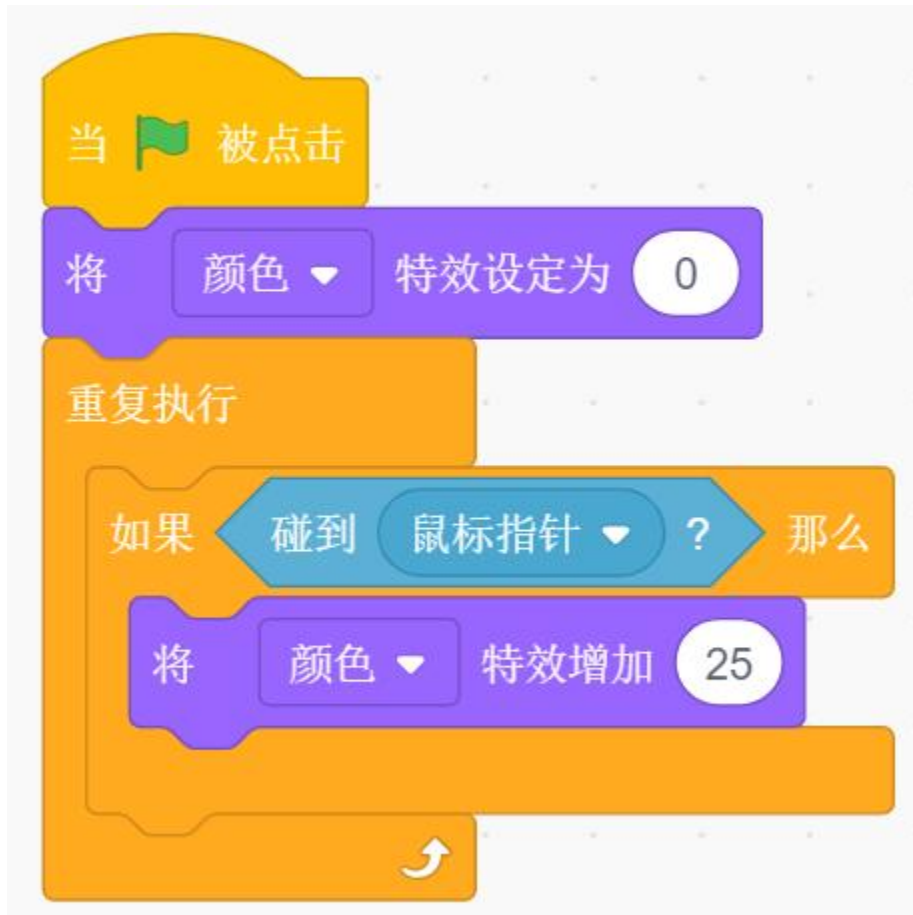 当 被点击
将 颜色 特效设定为 0
重复执行
如果 碰到 鼠标指针 ? 那么
将 颜色 特效增加 25